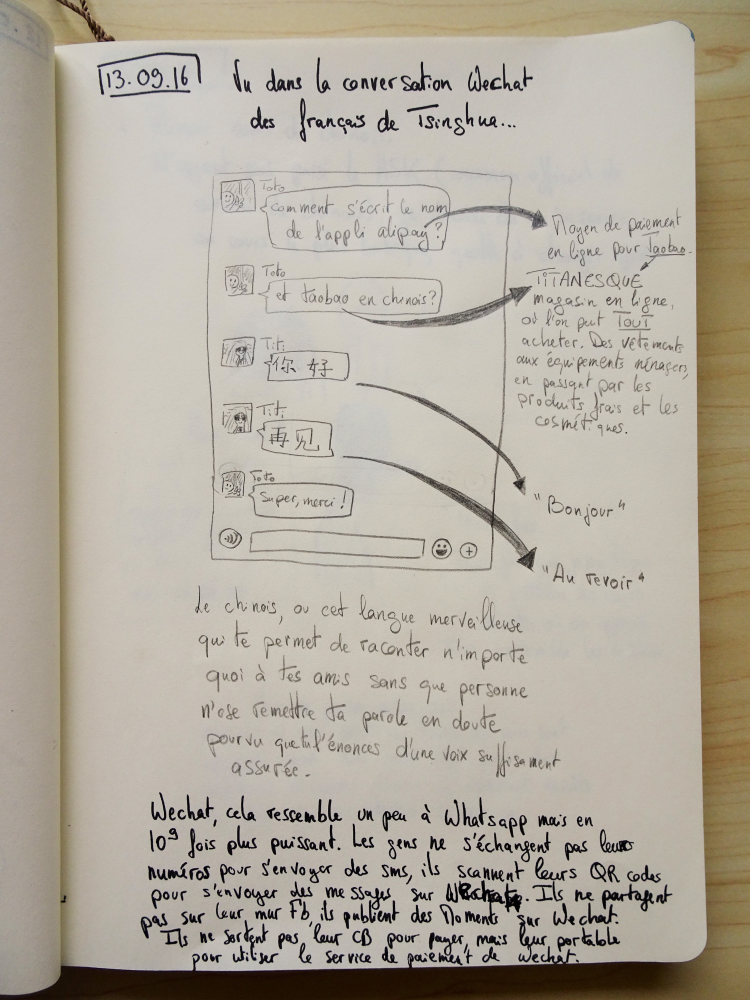 13.09.16
Vu dans la conversation Wechat
des français de Tsinghua...
Toto
comment s'écrit le nom
de l'appli alipay?
Toto
et taobao en chinois?
Titi
你好
Titi
再见
Toto
Super, merci!
Moyen de paiement
en ligne pour Taobao.
TITANESQUE
magasin en ligne,
où l'on peut TOUT
acheter. Des vêtements
aux équipements ménagers,
en passant par les
produits frais et les
cosmétiques.
"Bonjour"
"Au revoir"
Le chinois, ou cet langue merveilleuse
qui te permet de raconter n'importe
quoi à tes amis sans que personne
n'ose remettre ta parole en doute
pourvu que tu l'énonces d'une voix suffisament
assurée.
Wechat, cela ressemble un peu à Whatsapp mais en
10⁹ fois plus puissant. Les gens ne s'échangent pas leurs
numéros pour s'envoyer des sms, ils scannent leurs QR codes
pour s'envoyer des messages sur Wechat. Ils ne partagent
pas sur leur mur Fb, ils publient des Moments sur Wechat.
Ils ne sortent pas leur CB pour payer, mais leur portable
pour utiliser le service de paiement de wechat.